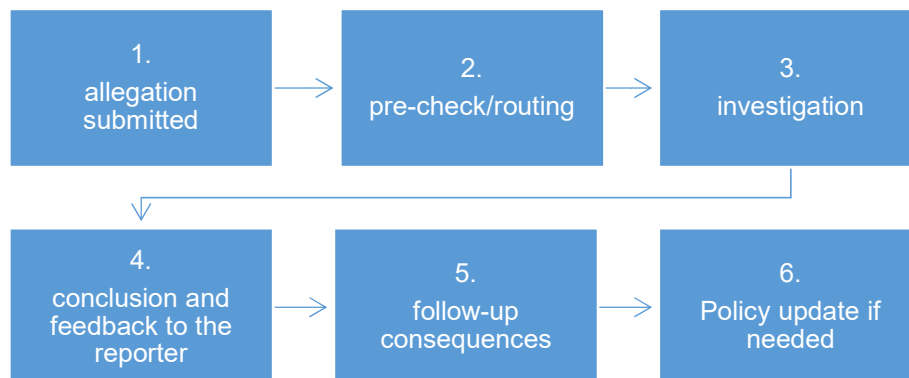 1.
allegation
submitted
2.
pre-check/routing
3.
investigation
4.
conclusion and
feedback to the
reporter
5.
follow-up
consequences
6.
Policy update if
needed